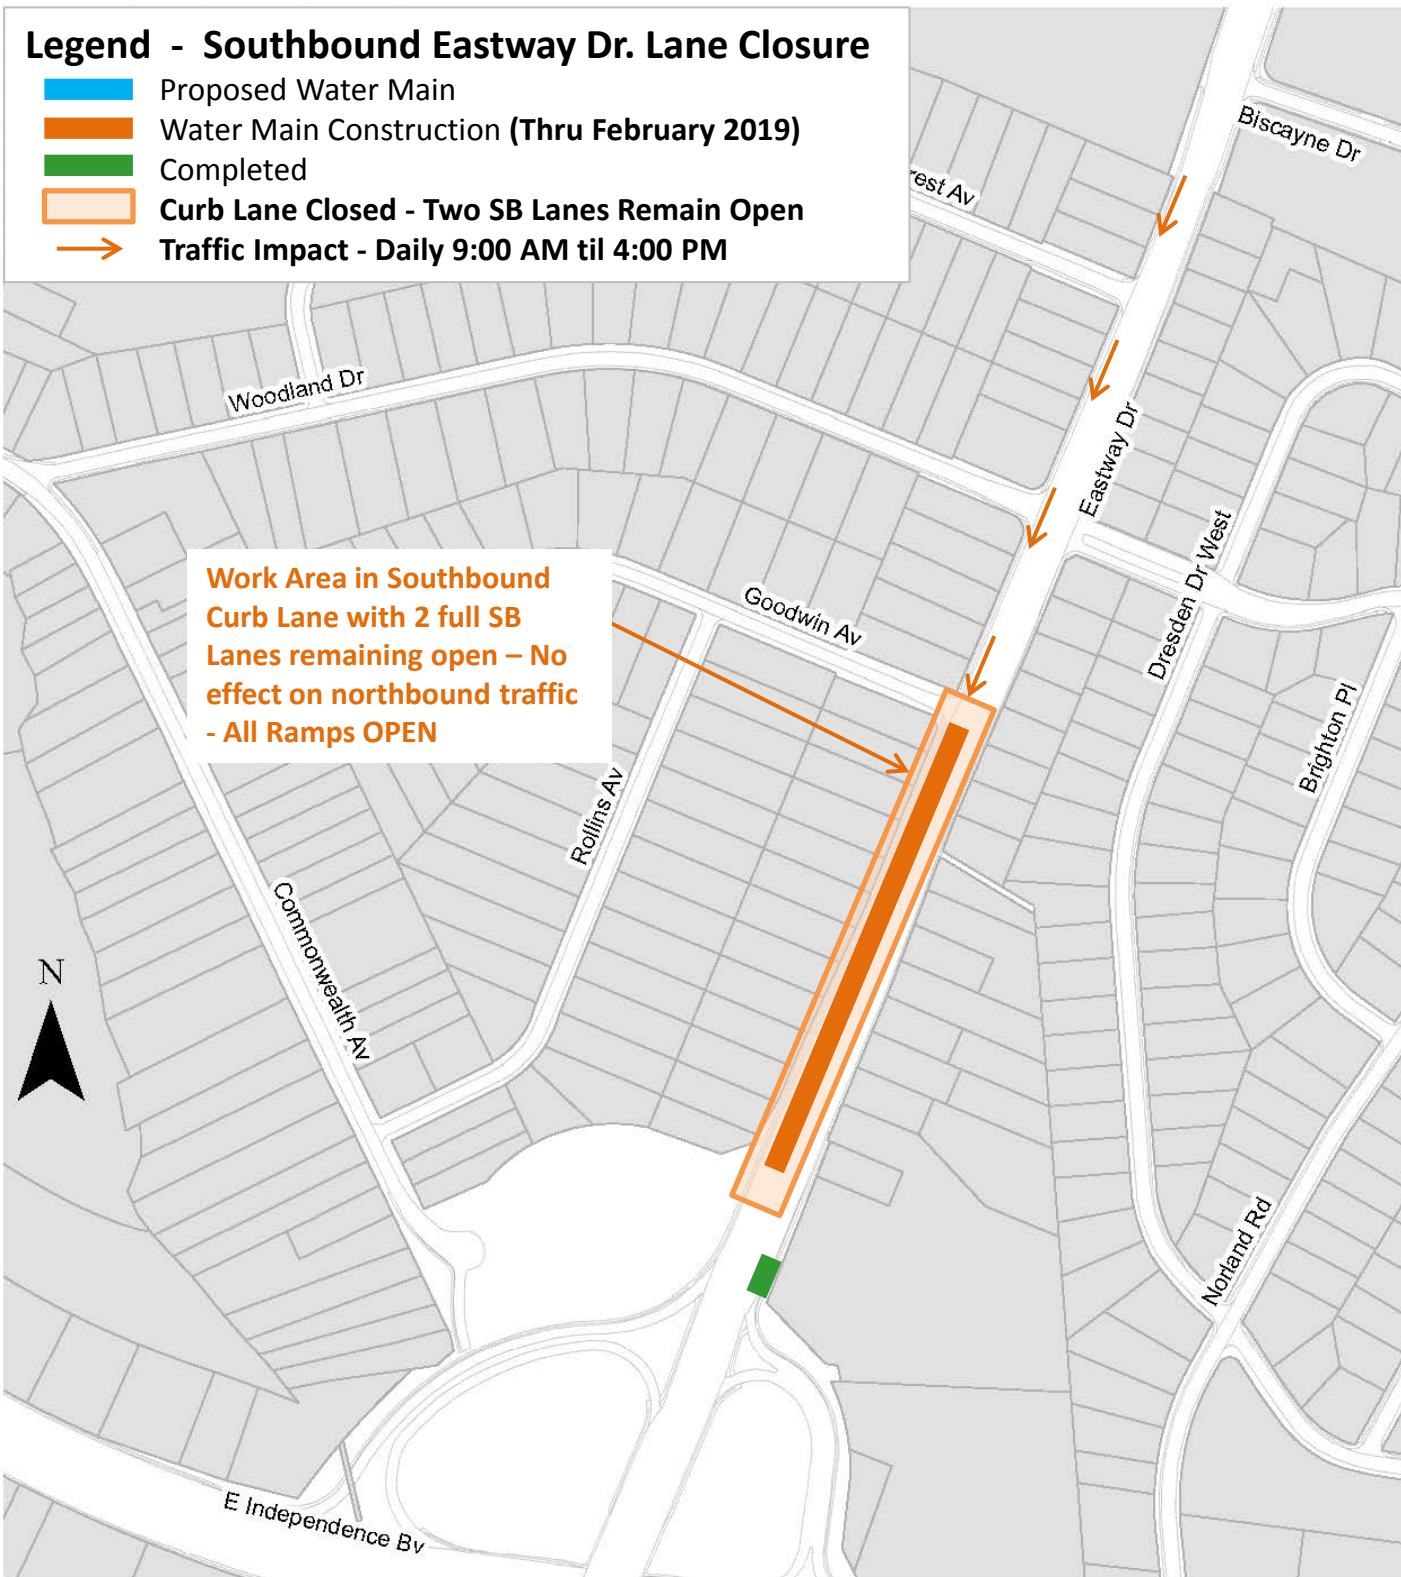 Legend - Southbound Eastway Dr. Lane Closure
Proposed Water Main
Water Main Construction (Thru February 2019)
Completed
Curb Lane Closed - Two SB Lanes Remain Open
Traffic Impact - Daily 9:00 AM til 4:00 PM
Biscayne Dr
rest Av
Woodland Dr
Eastway Dr
Dresden Dr West
Work Area in Southbound
Curb Lane with 2 full SB
Lanes remaining open – No
effect on northbound traffic
- All Ramps OPEN
Goodwin Av
Brighton Pl
Rollins Av
Commonwealth Av
N
Norland Rd
E Independence Bv